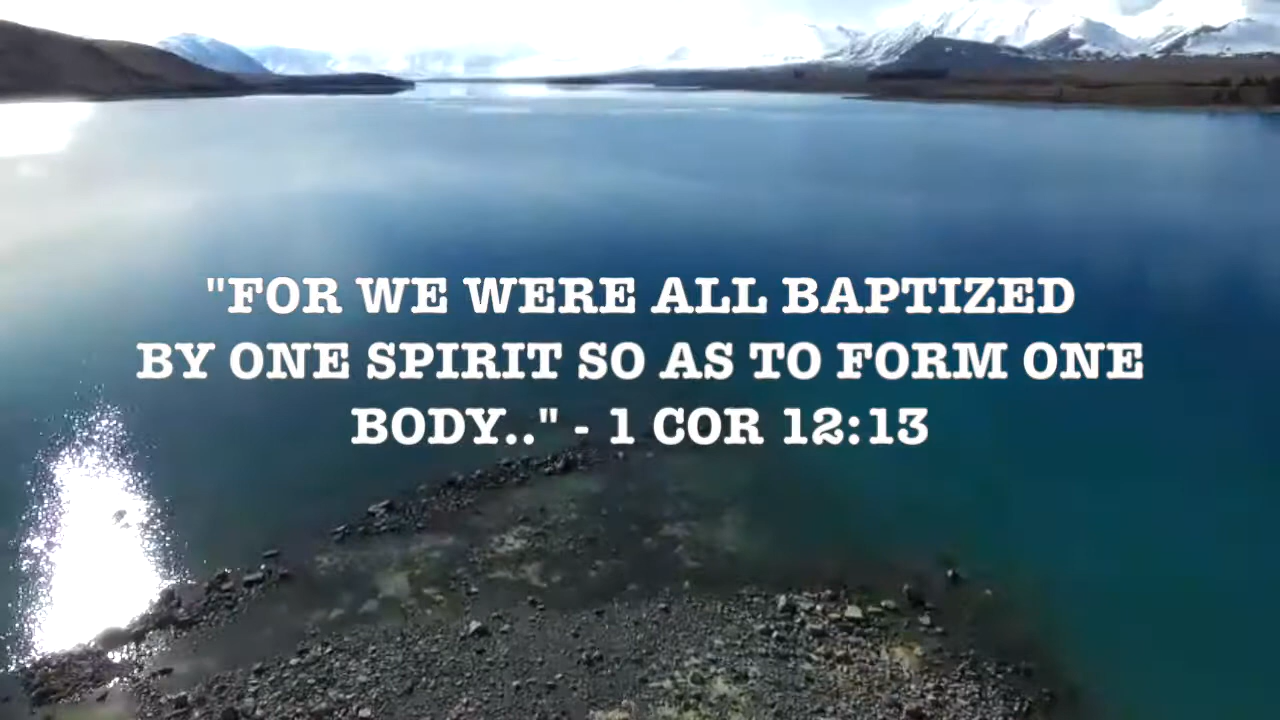 "FOR WE WERE ALL BAPTIZED
BY ONE SPIRIT SO AS TO FORM ONE
BODY.." - 1 COR 12:13